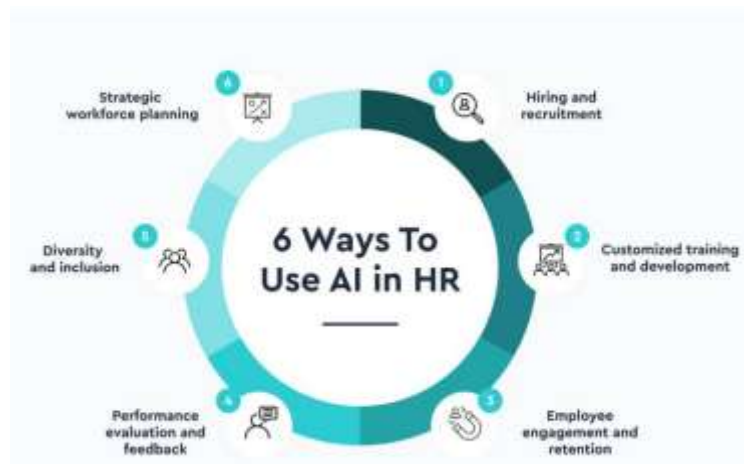 6 Ways To
Use AI in HR
1
Hiring and
recruitment
2
Customized training
and development
3
Employee
engagement and
retention
4
Performance
evaluation and
feedback
5
Diversity
and inclusion
6
Strategic
workforce planning